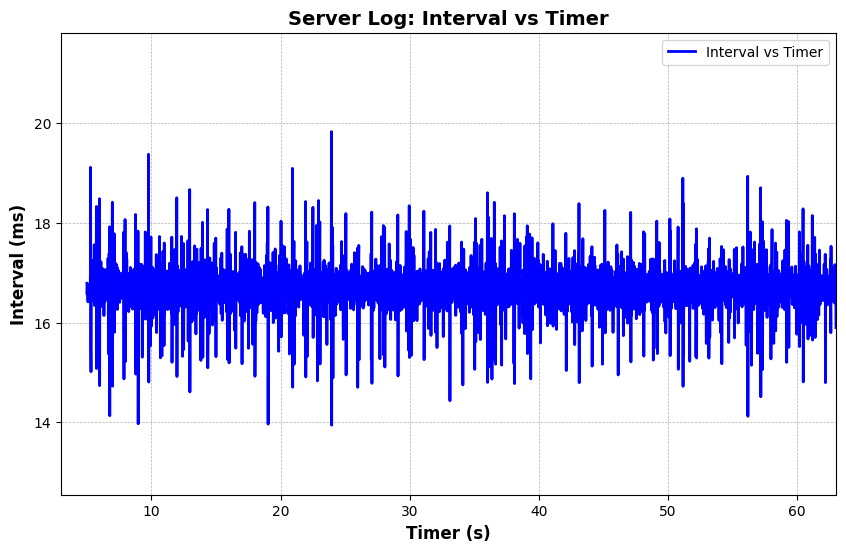 Server Log: Interval vs Timer
Interval vs Timer
20
18
16
14
Interval (ms)
10
20
30
40
50
60
Timer (s)